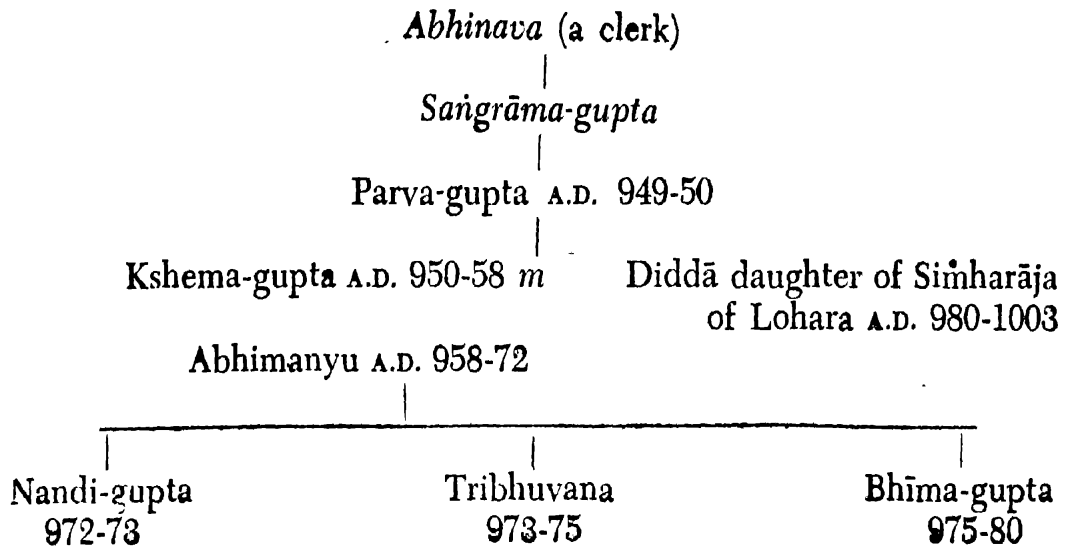 Abhinava (a clerk)
Saṅgrāma-gupta
Parva-gupta A.D. 949-50
Kshema-gupta A.D. 950-58 m Diddā daughter of Siṁharāja
of Lohara A.D. 980-1003
Abhimanyu A.D. 958-72
Nandi-gupta Tribhuvana Bhīma-gupta
972-73 973-75 975-80